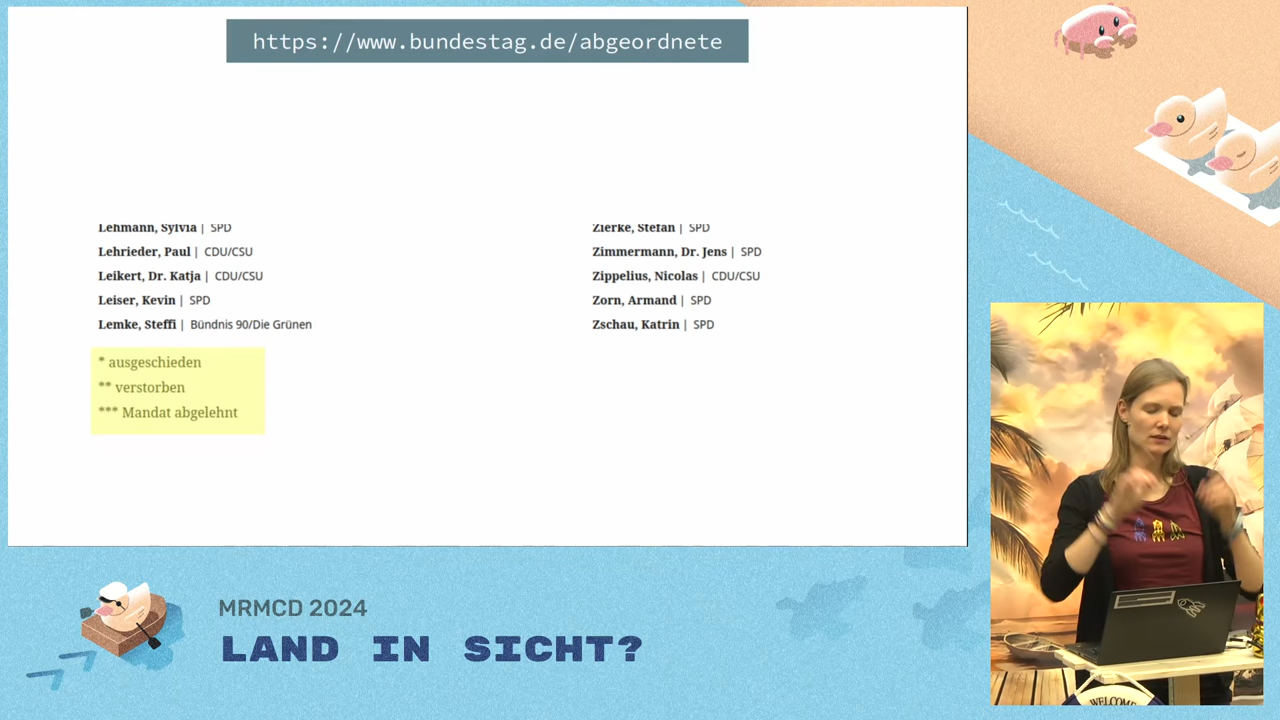 https://www.bundestag.de/abgeordnete
Lehmann, Sylvia | SPD
Lehrieder, Paul | CDU/CSU
Leikert, Dr. Katja | CDU/CSU
Leiser, Kevin | SPD
Lemke, Steffi | Bündnis 90/Die Grünen
* ausgeschieden
** verstorben
*** Mandat abgelehnt
Zierke, Stefan | SPD
Zimmermann, Dr. Jens | SPD
Zippelius, Nicolas | CDU/CSU
Zorn, Armand | SPD
Zschau, Katrin | SPD
MRMCD 2024
LAND IN SICHT?
WELCOME